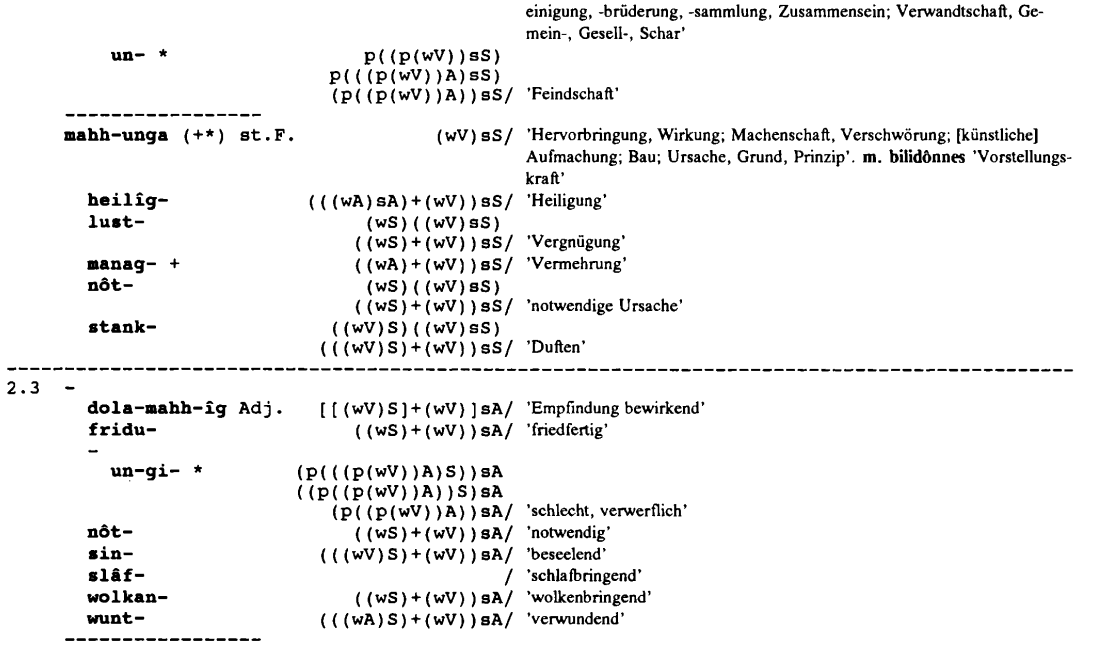 einigung, -brüderung, -sammlung, Zusammensein; Verwandtschaft, Ge-
mein-, Gesell-, Schar'
un- * p((p(wV))sS)
p(((p(wV))A)sS)
(p((p(wV))A))sS/ 'Feindschaft'
------------------
mahh-unga (+*) st.F. (wV)sS/ 'Hervorbringung, Wirkung; Machenschaft, Verschwörung; [künstliche]
Aufmachung; Bau; Ursache, Grund, Prinzip'. m. bilidônnes 'Vorstellungs-
kraft'
heilîg- (((wA)sA)+(wV))sS/ 'Heiligung'
lust- (wS)((wV)sS)
((wS)+(wV))sS/ 'Vergnügung'
manag- + ((wA)+(wV))sS/ 'Vermehrung'
nôt- (wS)((wV)sS)
((wS)+(wV))sS/ 'notwendige Ursache'
stank- ((wV)S)((wV)sS)
(((wV)S)+(wV))sS/ 'Duften'
2.3 -
dola-mahh-îg Adj. [[(wV)S]+(wV)]sA/ 'Empfindung bewirkend'
fridu- ((wS)+(wV))sA/ 'friedfertig'
-
un-gi- * (p(((p(wV))A)S))sA
((p((p(wV))A))S)sA
(p((p(wV))A))sA/ 'schlecht, verwerflich'
nôt- ((wS)+(wV))sA/ 'notwendig'
sin- (((wV)S)+(wV))sA/ 'beseelend'
slâf- / 'schlafbringend'
wolkan- ((wS)+(wV))sA/ 'wolkenbringend'
wunt- (((wA)S)+(wV))sA/ 'verwundend'
------------------